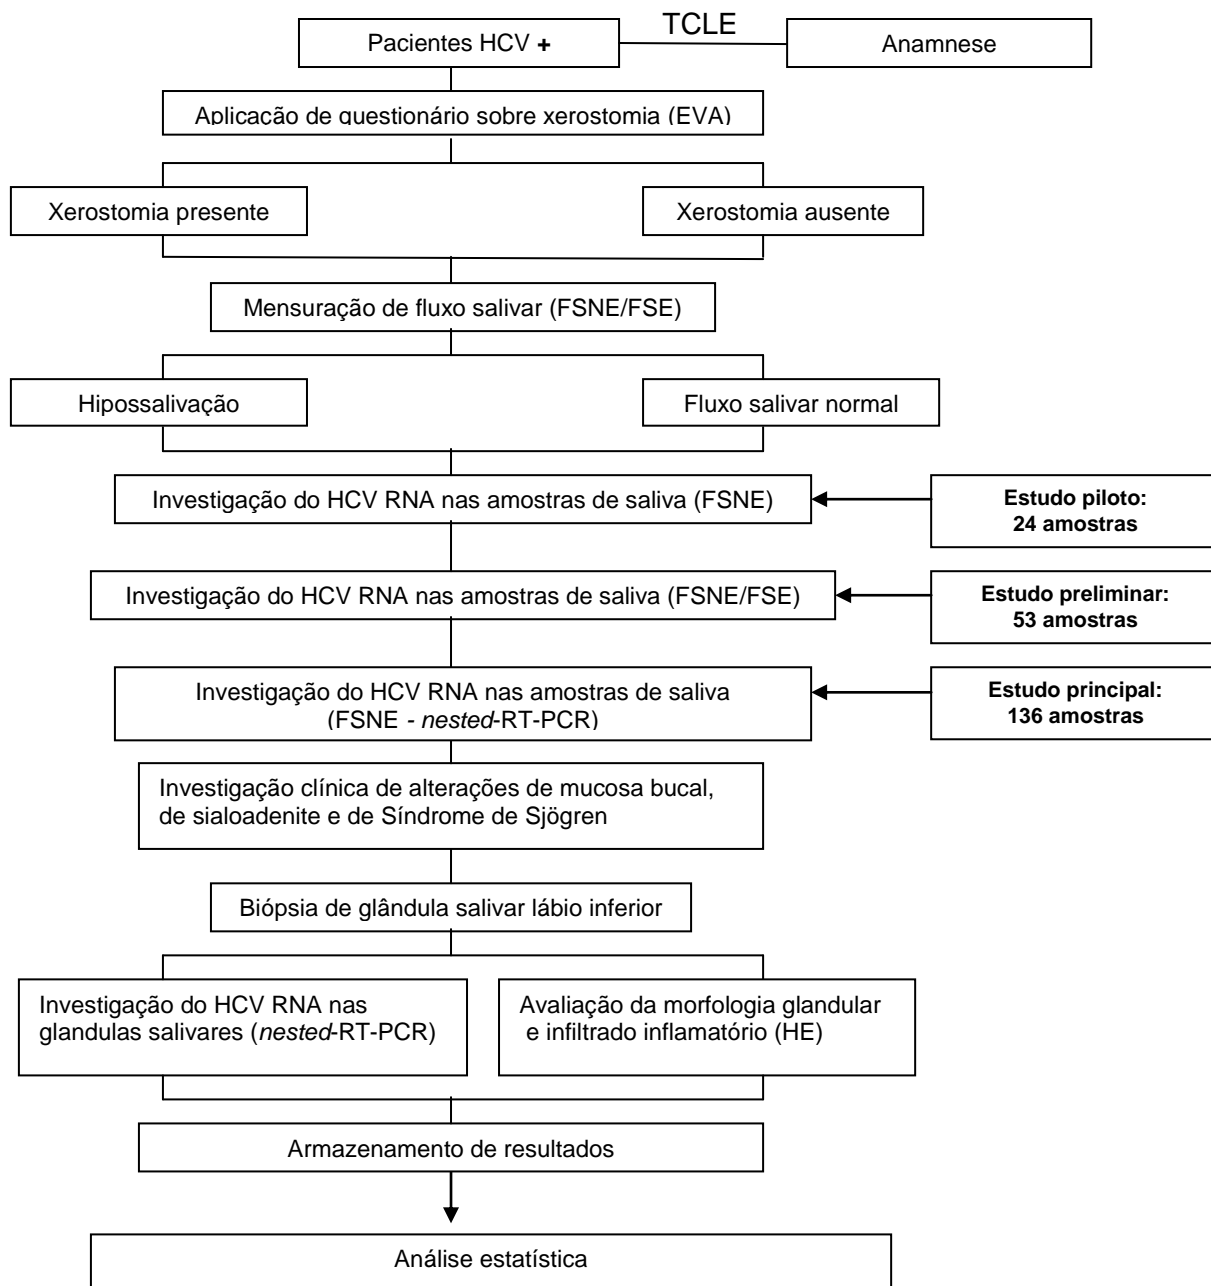 TCLE
Pacientes HCV +
Anamnese
Aplicação de questionário sobre xerostomia (EVA)
Xerostomia presente
Xerostomia ausente
Mensuração de fluxo salivar (FSNE/FSE)
Hipossalivação
Fluxo salivar normal
Investigação do HCV RNA nas amostras de saliva (FSNE)
Estudo piloto:
24 amostras
Investigação do HCV RNA nas amostras de saliva (FSNE/FSE)
Estudo preliminar:
53 amostras
Investigação do HCV RNA nas amostras de saliva
(FSNE - nested-RT-PCR)
Estudo principal:
136 amostras
Investigação clínica de alterações de mucosa bucal,
de sialoadenite e de Síndrome de Sjögren
Biópsia de glândula salivar lábio inferior
Investigação do HCV RNA nas
glandulas salivares (nested-RT-PCR)
Avaliação da morfologia glandular
e infiltrado inflamatório (HE)
Armazenamento de resultados
Análise estatística